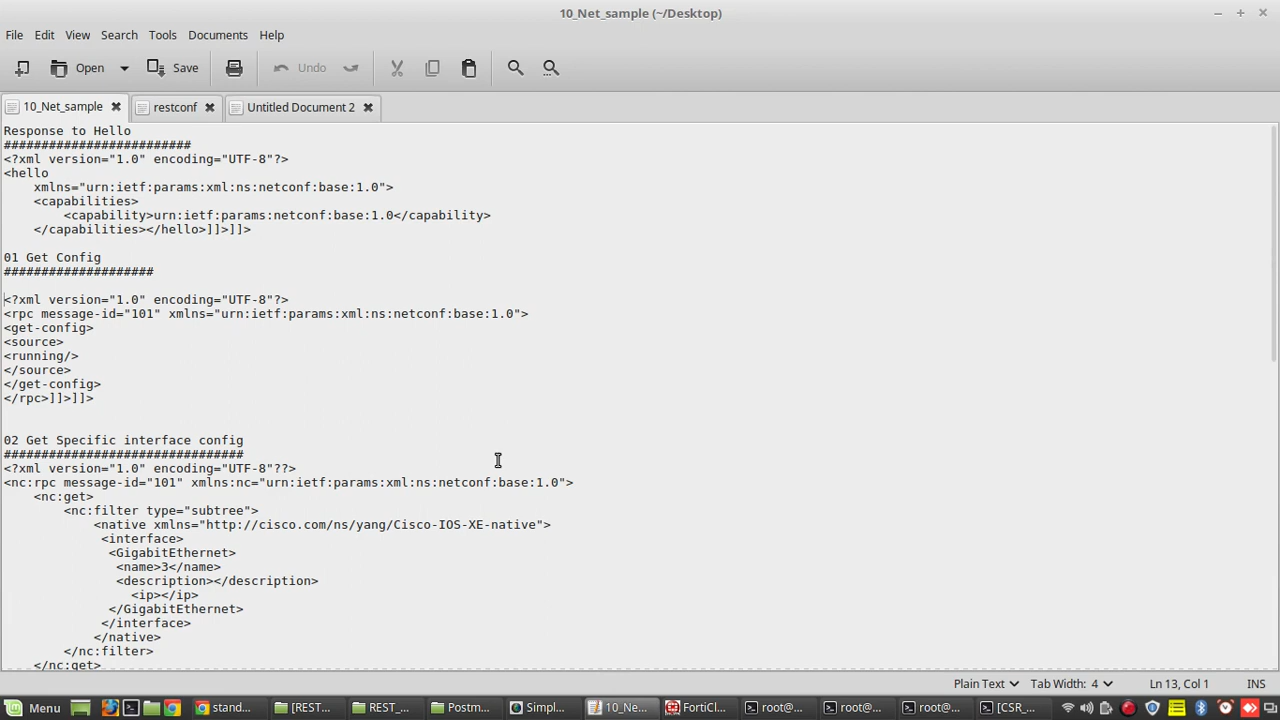 10_Net_sample (~/Desktop)
File Edit View Search Tools Documents Help
Open Save Undo
10_Net_sample restconf Untitled Document 2
Response to Hello
#########################
<?xml version="1.0" encoding="UTF-8"?>
<hello
    xmlns="urn:ietf:params:xml:ns:netconf:base:1.0">
    <capabilities>
        <capability>urn:ietf:params:netconf:base:1.0</capability>
    </capabilities></hello>]]>]]>
01 Get Config
####################
<?xml version="1.0" encoding="UTF-8"?>
<rpc message-id="101" xmlns="urn:ietf:params:xml:ns:netconf:base:1.0">
<get-config>
<source>
<running/>
</source>
</get-config>
</rpc>]]>]]>
02 Get Specific interface config
################################
<?xml version="1.0" encoding="UTF-8"??>
<nc:rpc message-id="101" xmlns:nc="urn:ietf:params:xml:ns:netconf:base:1.0">
    <nc:get>
        <nc:filter type="subtree">
            <native xmlns="http://cisco.com/ns/yang/Cisco-IOS-XE-native">
              <interface>
              <GigabitEthernet>
               <name>3</name>
               <description></description>
                 <ip></ip>
              </GigabitEthernet>
             </interface>
            </native>
        </nc:filter>
    </nc:get>
Plain Text Tab Width: 4 Ln 13, Col 1 INS
Menu stand... [REST... REST_... Postm... Simpl... 10_Ne... FortiCl... root@... root@... root@... [CSR_...